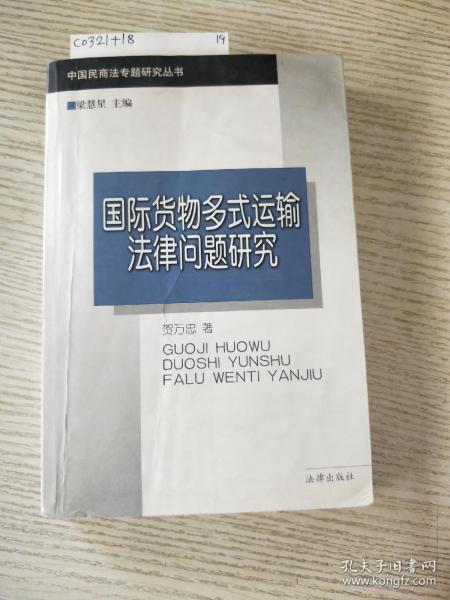 CO321+18 19
中国民商法专题研究丛书
梁慧星 主编
国际货物多式运输
法律问题研究
贺万忠 著
GUOJI HUOWU
DUOSHI YUNSHU
FALU WENTI YANJIU
法律出版社
孔夫子旧书网
www.kongfz.com